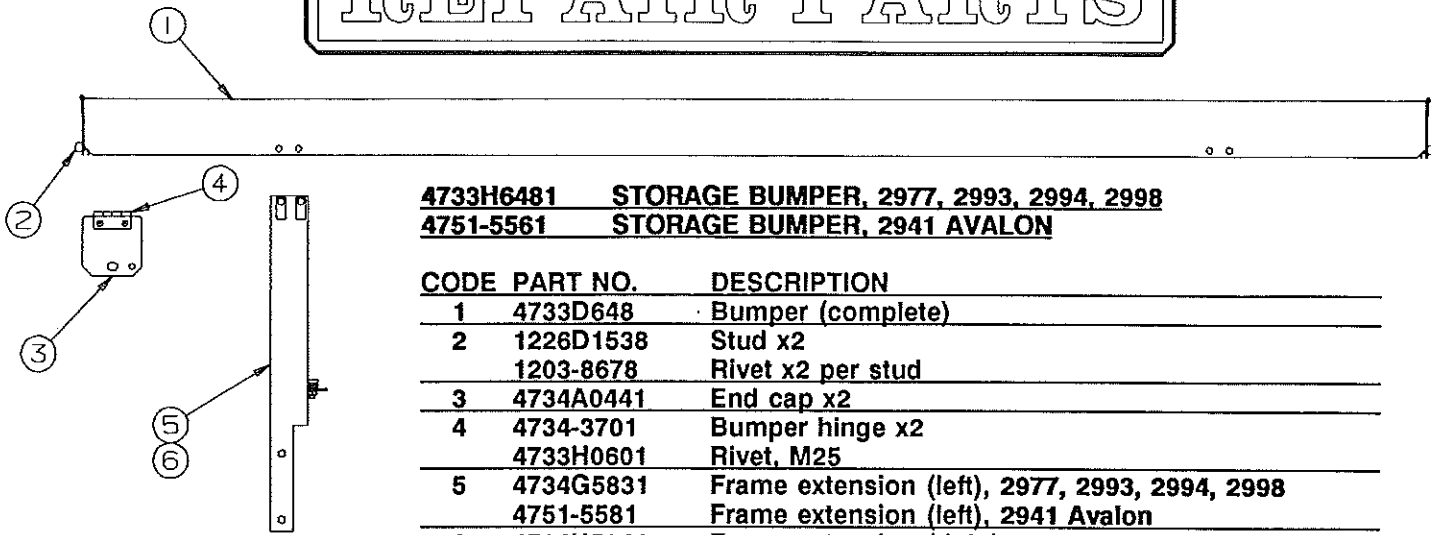 REPAIR PARTS
1
2
4
3
5
6
4733H6481 STORAGE BUMPER, 2977, 2993, 2994, 2998
4751-5561 STORAGE BUMPER, 2941 AVALON
CODE PART NO. DESCRIPTION
1 4733D648 Bumper (complete)
2 1226D1538 Stud x2
1203-8678 Rivet x2 per stud
3 4734A0441 End cap x2
4 4734-3701 Bumper hinge x2
4733H0601 Rivet, M25
5 4734G5831 Frame extension (left), 2977, 2993, 2994, 2998
4751-5581 Frame extension (left), 2941 Avalon